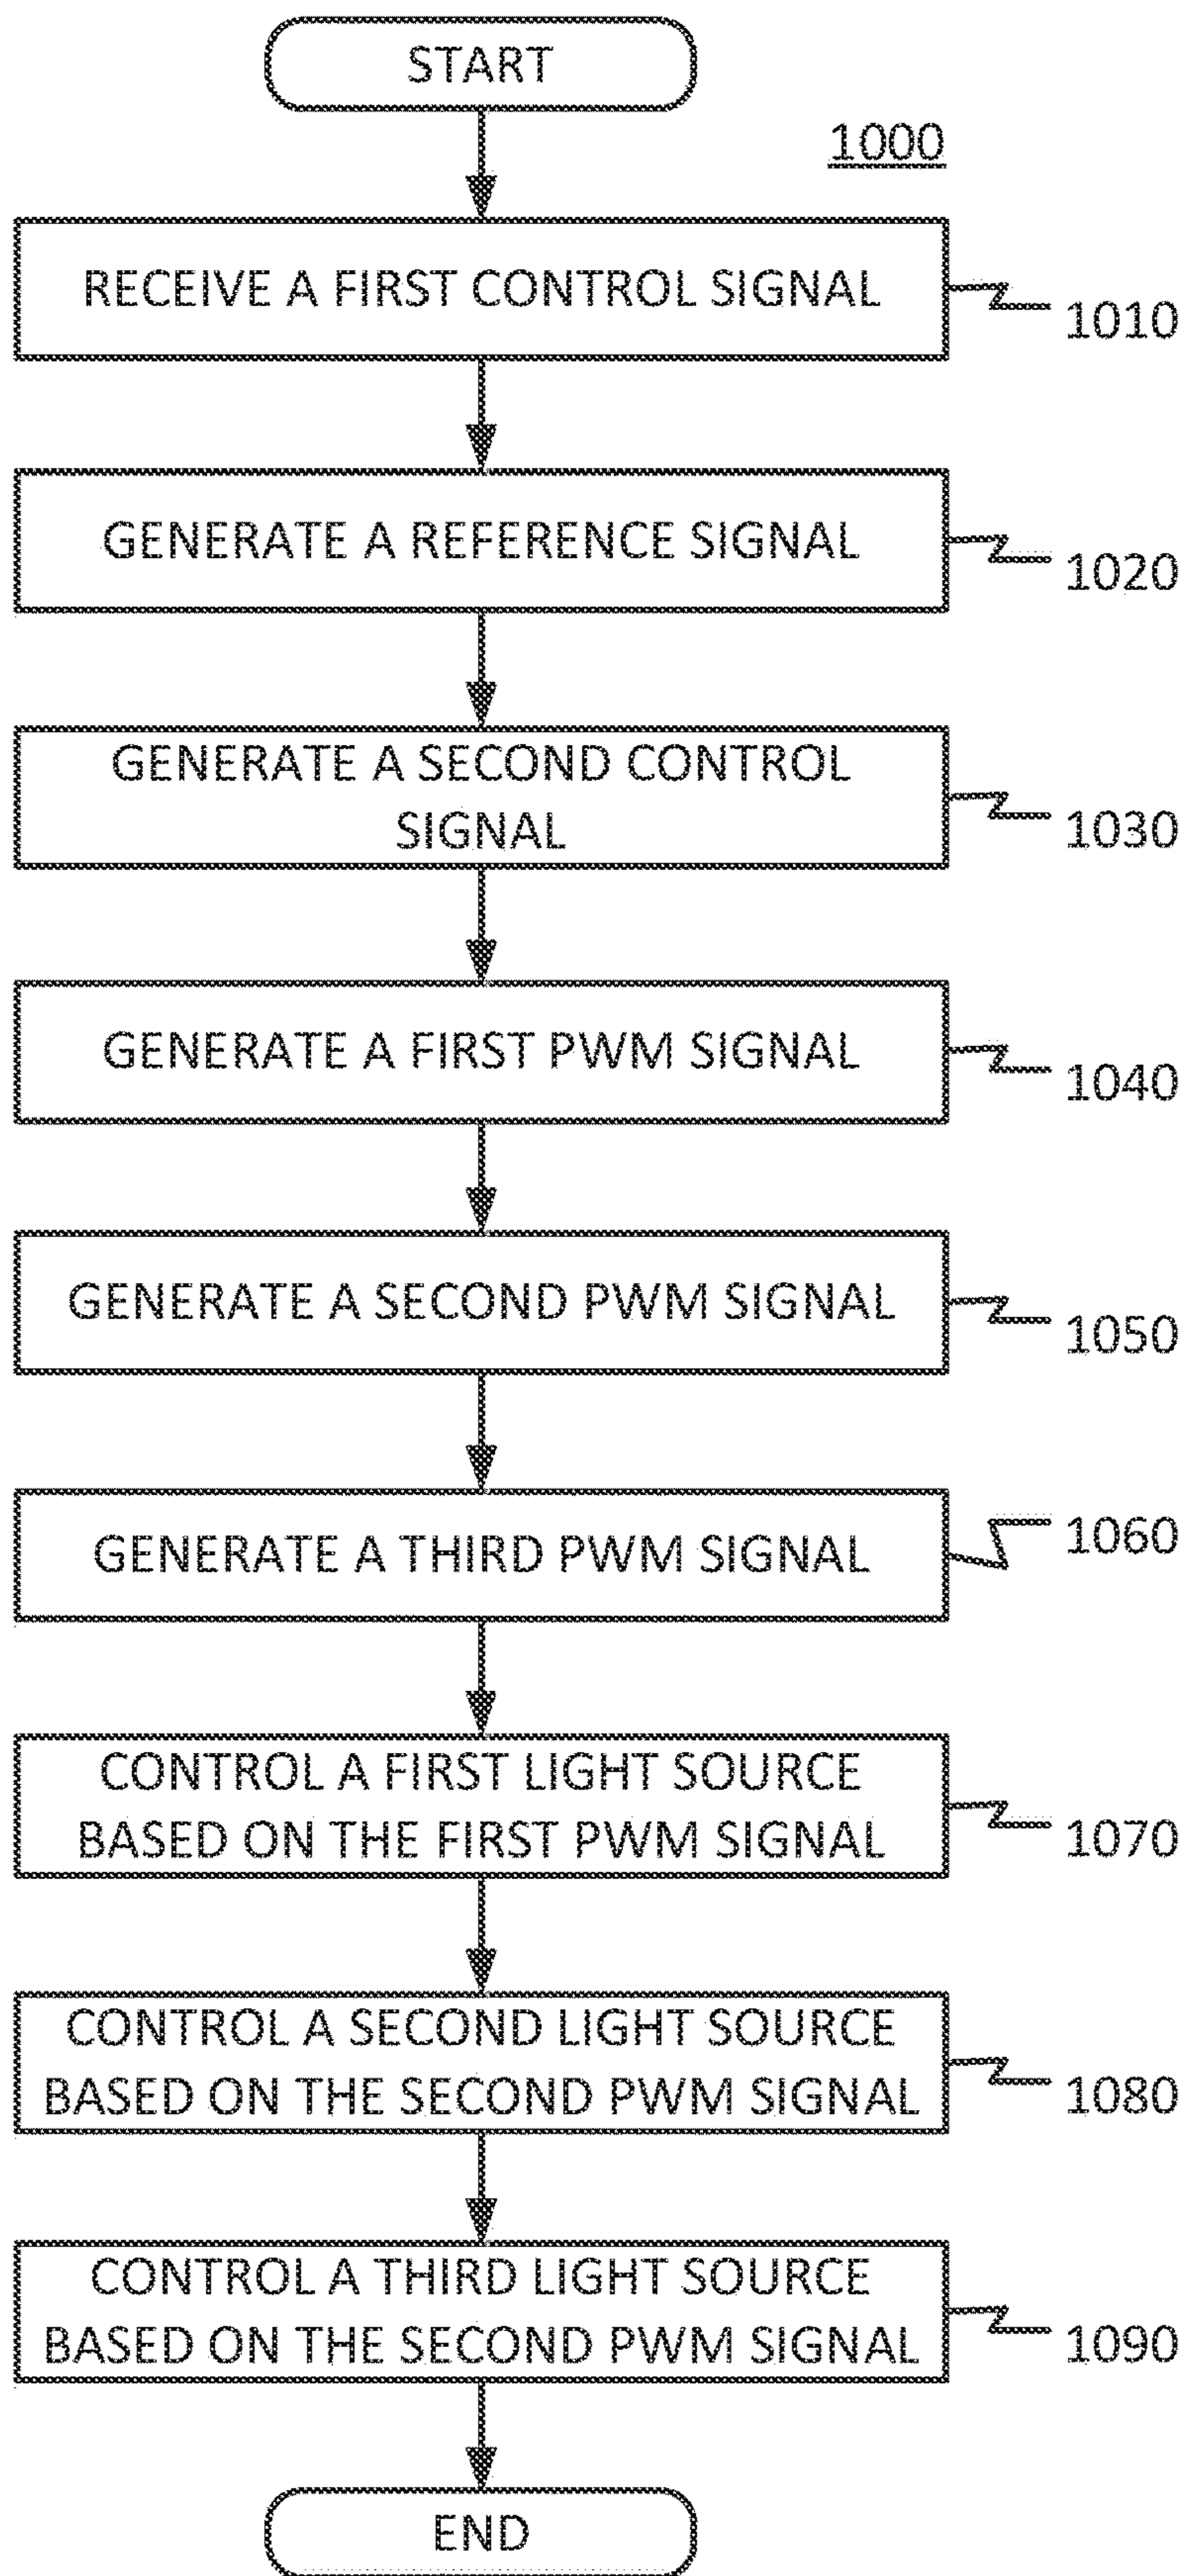 START
1000
RECEIVE A FIRST CONTROL SIGNAL
1010
GENERATE A REFERENCE SIGNAL
1020
GENERATE A SECOND CONTROL
SIGNAL
1030
GENERATE A FIRST PWM SIGNAL
1040
GENERATE A SECOND PWM SIGNAL
1050
GENERATE A THIRD PWM SIGNAL
1060
CONTROL A FIRST LIGHT SOURCE
BASED ON THE FIRST PWM SIGNAL
1070
CONTROL A SECOND LIGHT SOURCE
BASED ON THE SECOND PWM SIGNAL
1080
CONTROL A THIRD LIGHT SOURCE
BASED ON THE SECOND PWM SIGNAL
1090
END